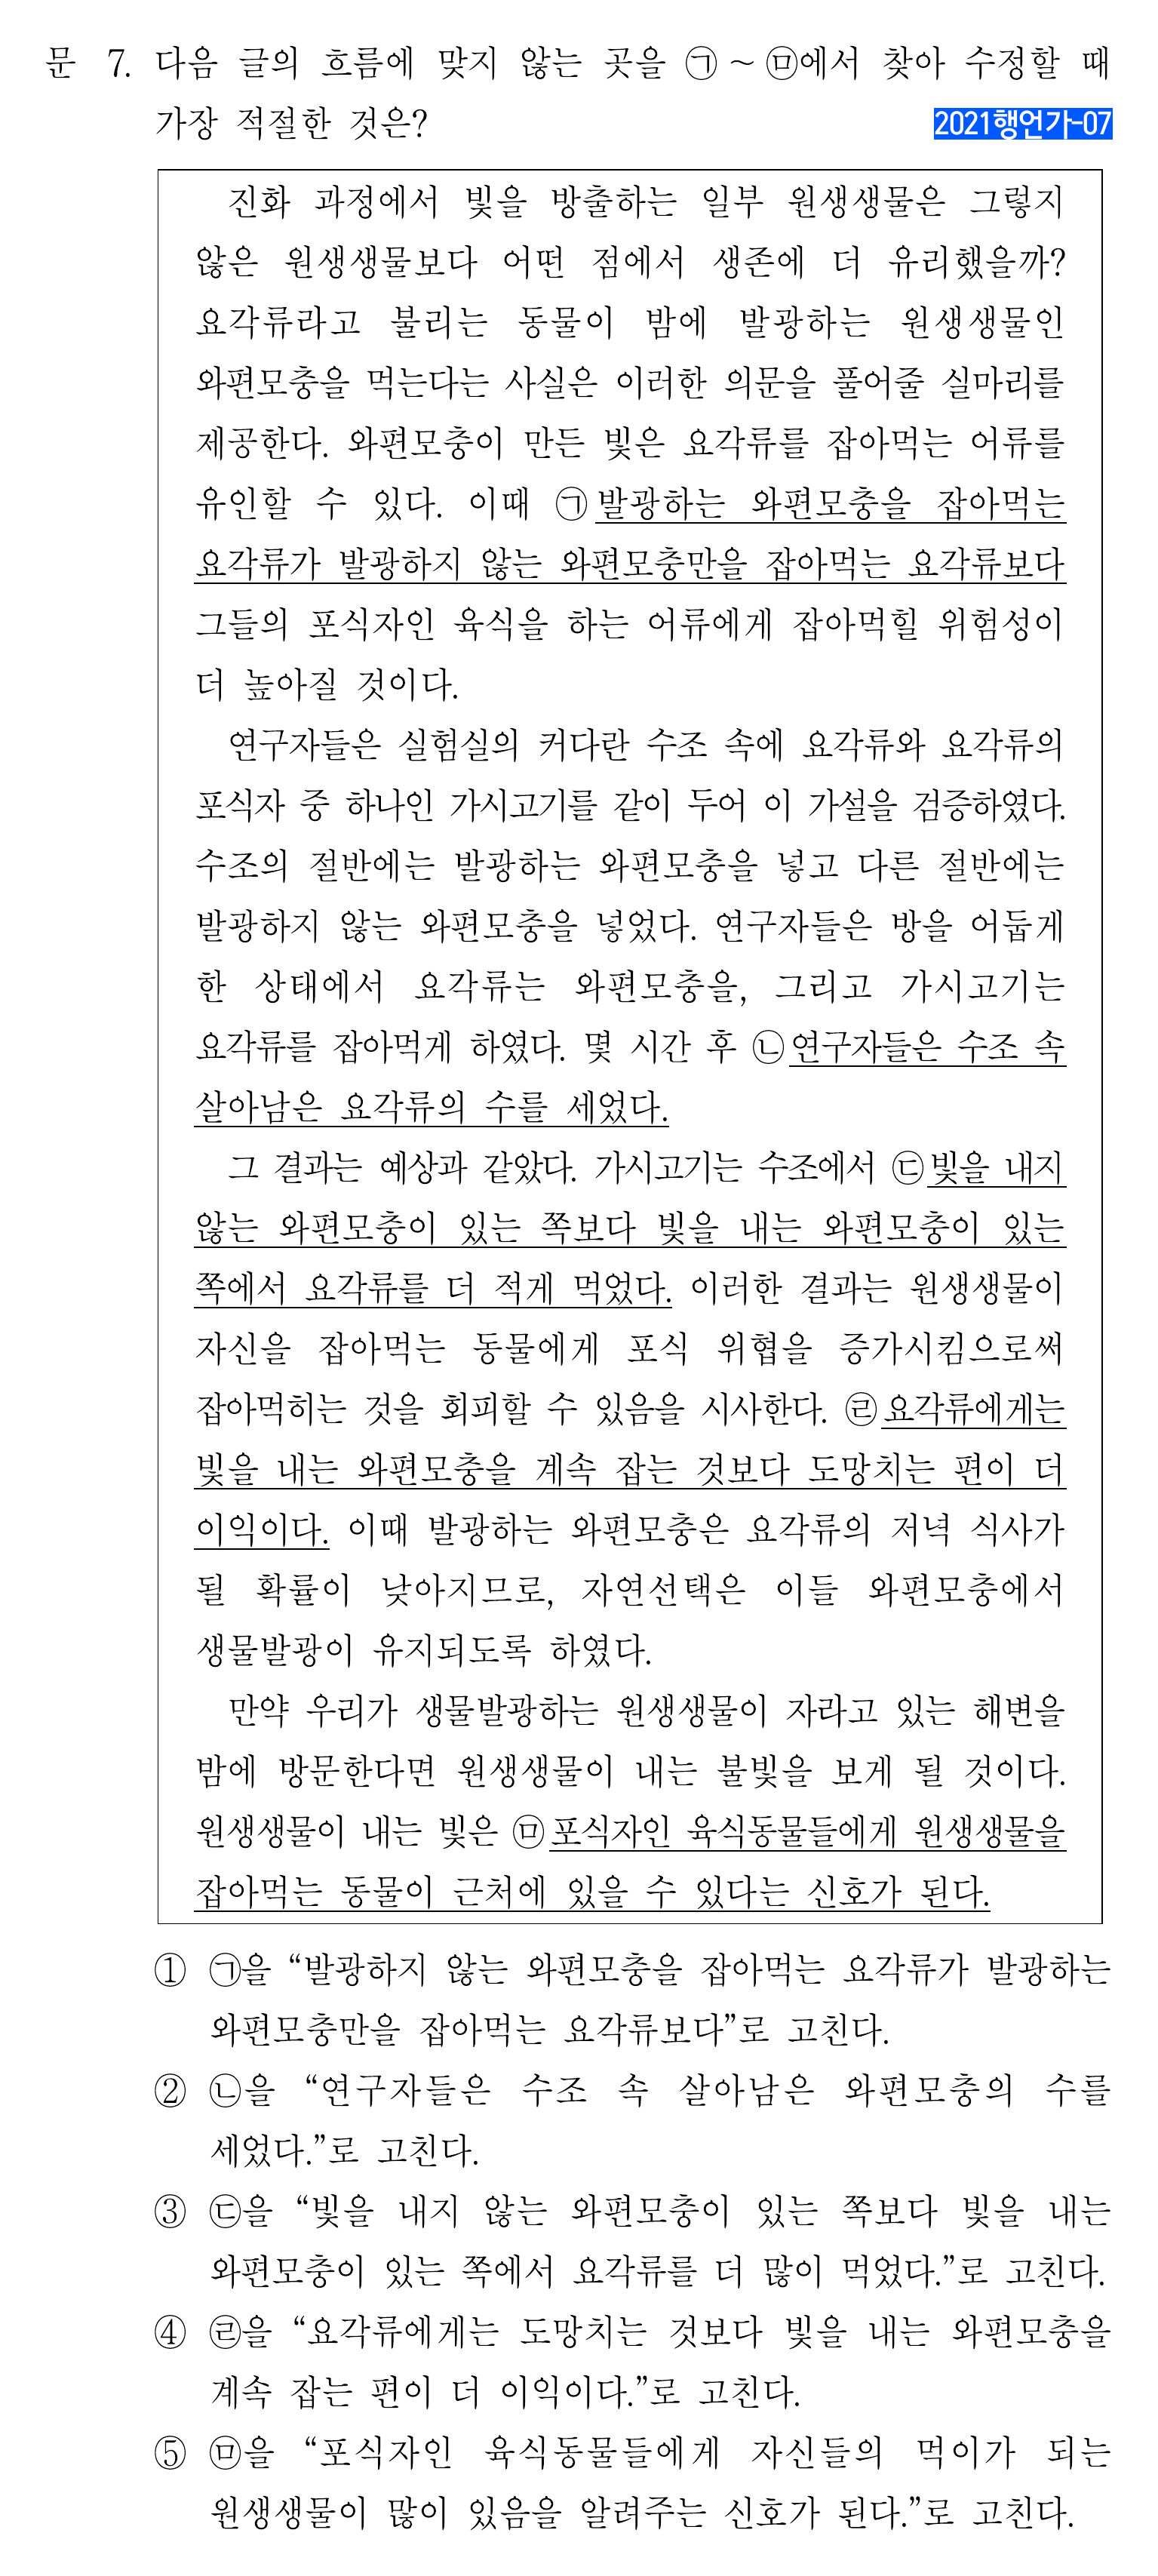 문 7. 다음 글의 흐름에 맞지 않는 곳을 ㉠～㉤에서 찾아 수정할 때
가장 적절한 것은?
2021행언가-07
진화 과정에서 빛을 방출하는 일부 원생생물은 그렇지
않은 원생생물보다 어떤 점에서 생존에 더 유리했을까?
요각류라고 불리는 동물이 밤에 발광하는 원생생물인
와편모충을 먹는다는 사실은 이러한 의문을 풀어줄 실마리를
제공한다. 와편모충이 만든 빛은 요각류를 잡아먹는 어류를
유인할 수 있다. 이때 ㉠발광하는 와편모충을 잡아먹는
요각류가 발광하지 않는 와편모충만을 잡아먹는 요각류보다
그들의 포식자인 육식을 하는 어류에게 잡아먹힐 위험성이
더 높아질 것이다.
연구자들은 실험실의 커다란 수조 속에 요각류와 요각류의
포식자 중 하나인 가시고기를 같이 두어 이 가설을 검증하였다.
수조의 절반에는 발광하는 와편모충을 넣고 다른 절반에는
발광하지 않는 와편모충을 넣었다. 연구자들은 방을 어둡게
한 상태에서 요각류는 와편모충을, 그리고 가시고기는
요각류를 잡아먹게 하였다. 몇 시간 후 ㉡연구자들은 수조 속
살아남은 요각류의 수를 세었다.
그 결과는 예상과 같았다. 가시고기는 수조에서 ㉢빛을 내지
않는 와편모충이 있는 쪽보다 빛을 내는 와편모충이 있는
쪽에서 요각류를 더 적게 먹었다. 이러한 결과는 원생생물이
자신을 잡아먹는 동물에게 포식 위협을 증가시킴으로써
잡아먹히는 것을 회피할 수 있음을 시사한다. ㉣요각류에게는
빛을 내는 와편모충을 계속 잡는 것보다 도망치는 편이 더
이익이다. 이때 발광하는 와편모충은 요각류의 저녁 식사가
될 확률이 낮아지므로, 자연선택은 이들 와편모충에서
생물발광이 유지되도록 하였다.
만약 우리가 생물발광하는 원생생물이 자라고 있는 해변을
밤에 방문한다면 원생생물이 내는 불빛을 보게 될 것이다.
원생생물이 내는 빛은 ㉤포식자인 육식동물들에게 원생생물을
잡아먹는 동물이 근처에 있을 수 있다는 신호가 된다.
① ㉠을 “발광하지 않는 와편모충을 잡아먹는 요각류가 발광하는
와편모충만을 잡아먹는 요각류보다”로 고친다.
② ㉡을 “연구자들은 수조 속 살아남은 와편모충의 수를
세었다.”로 고친다.
③ ㉢을 “빛을 내지 않는 와편모충이 있는 쪽보다 빛을 내는
와편모충이 있는 쪽에서 요각류를 더 많이 먹었다.”로 고친다.
④ ㉣을 “요각류에게는 도망치는 것보다 빛을 내는 와편모충을
계속 잡는 편이 더 이익이다.”로 고친다.
⑤ ㉤을 “포식자인 육식동물들에게 자신들의 먹이가 되는
원생생물이 많이 있음을 알려주는 신호가 된다.”로 고친다.